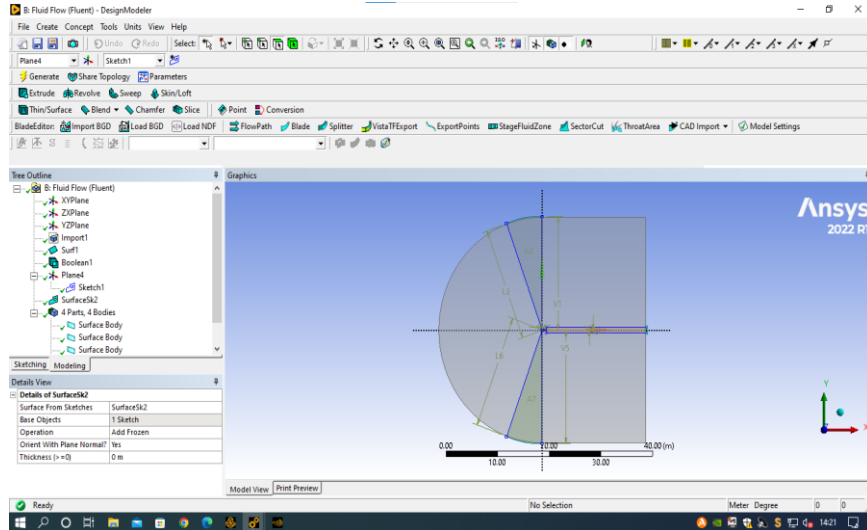 B: Fluid Flow (Fluent) - DesignModeler
File Create Concept Tools Units View Help
Undo Redo Select:
Plane4 Sketch1
Generate Share Topology Parameters
Extrude Revolve Sweep Skin/Loft
Thin/Surface Blend Chamfer Slice Point Conversion
BladeEditor: Import BGD Load BGD Load NDF FlowPath Blade Splitter VistaTFExport ExportPoints StageFluidZone SectorCut ThroatArea CAD Import Model Settings
Tree Outline
B: Fluid Flow (Fluent)
XYPlane
ZXPlane
YZPlane
Import1
Surf1
Boolean1
Plane4
Sketch1
SurfaceSk2
4 Parts, 4 Bodies
Surface Body
Surface Body
Surface Body
Sketching Modeling
Details View
Details of SurfaceSk2
Surface From Sketches SurfaceSk2
Base Objects 1 Sketch
Operation Add Frozen
Orient With Plane Normal? Yes
Thickness (>=0) 0 m
Graphics
Ansys
2022 R1
V1
L6
V5
Y
X
0.00 20.00 40.00 (m)
10.00 30.00
Model View Print Preview
Ready No Selection Meter Degree 0 0
14:21